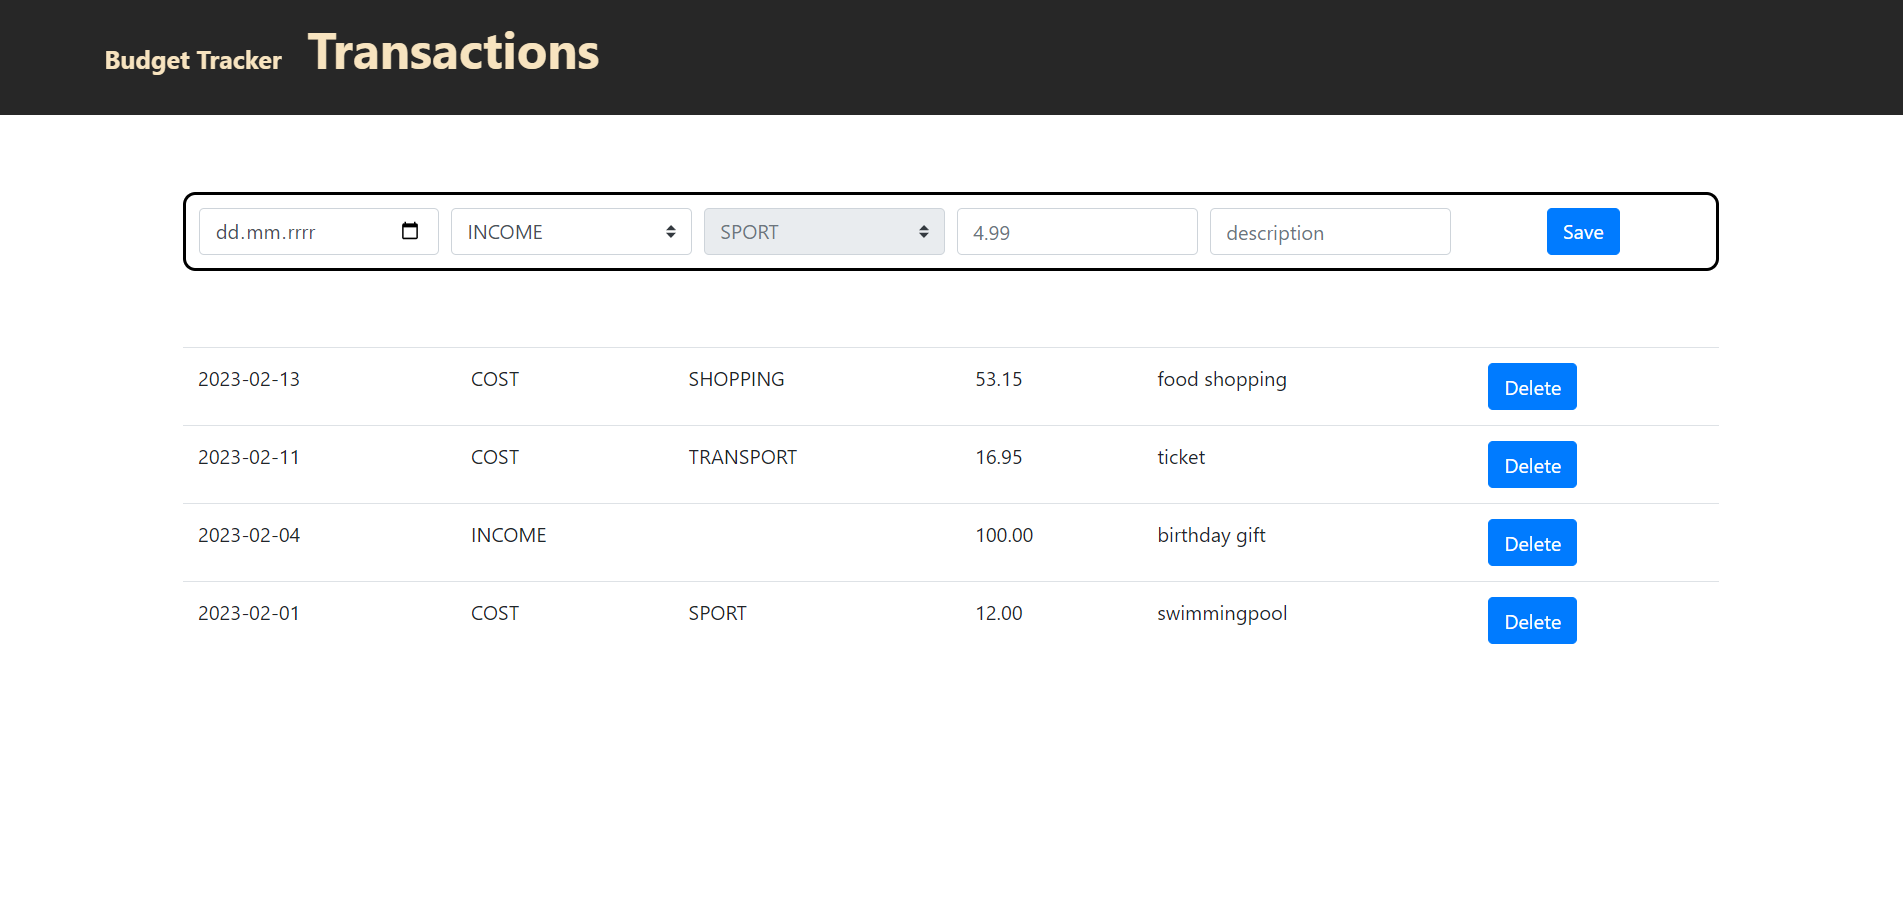 Budget Tracker Transactions
dd.mm.rrrr INCOME SPORT 4.99 description Save
2023-02-13 COST SHOPPING 53.15 food shopping Delete
2023-02-11 COST TRANSPORT 16.95 ticket Delete
2023-02-04 INCOME 100.00 birthday gift Delete
2023-02-01 COST SPORT 12.00 swimmingpool Delete